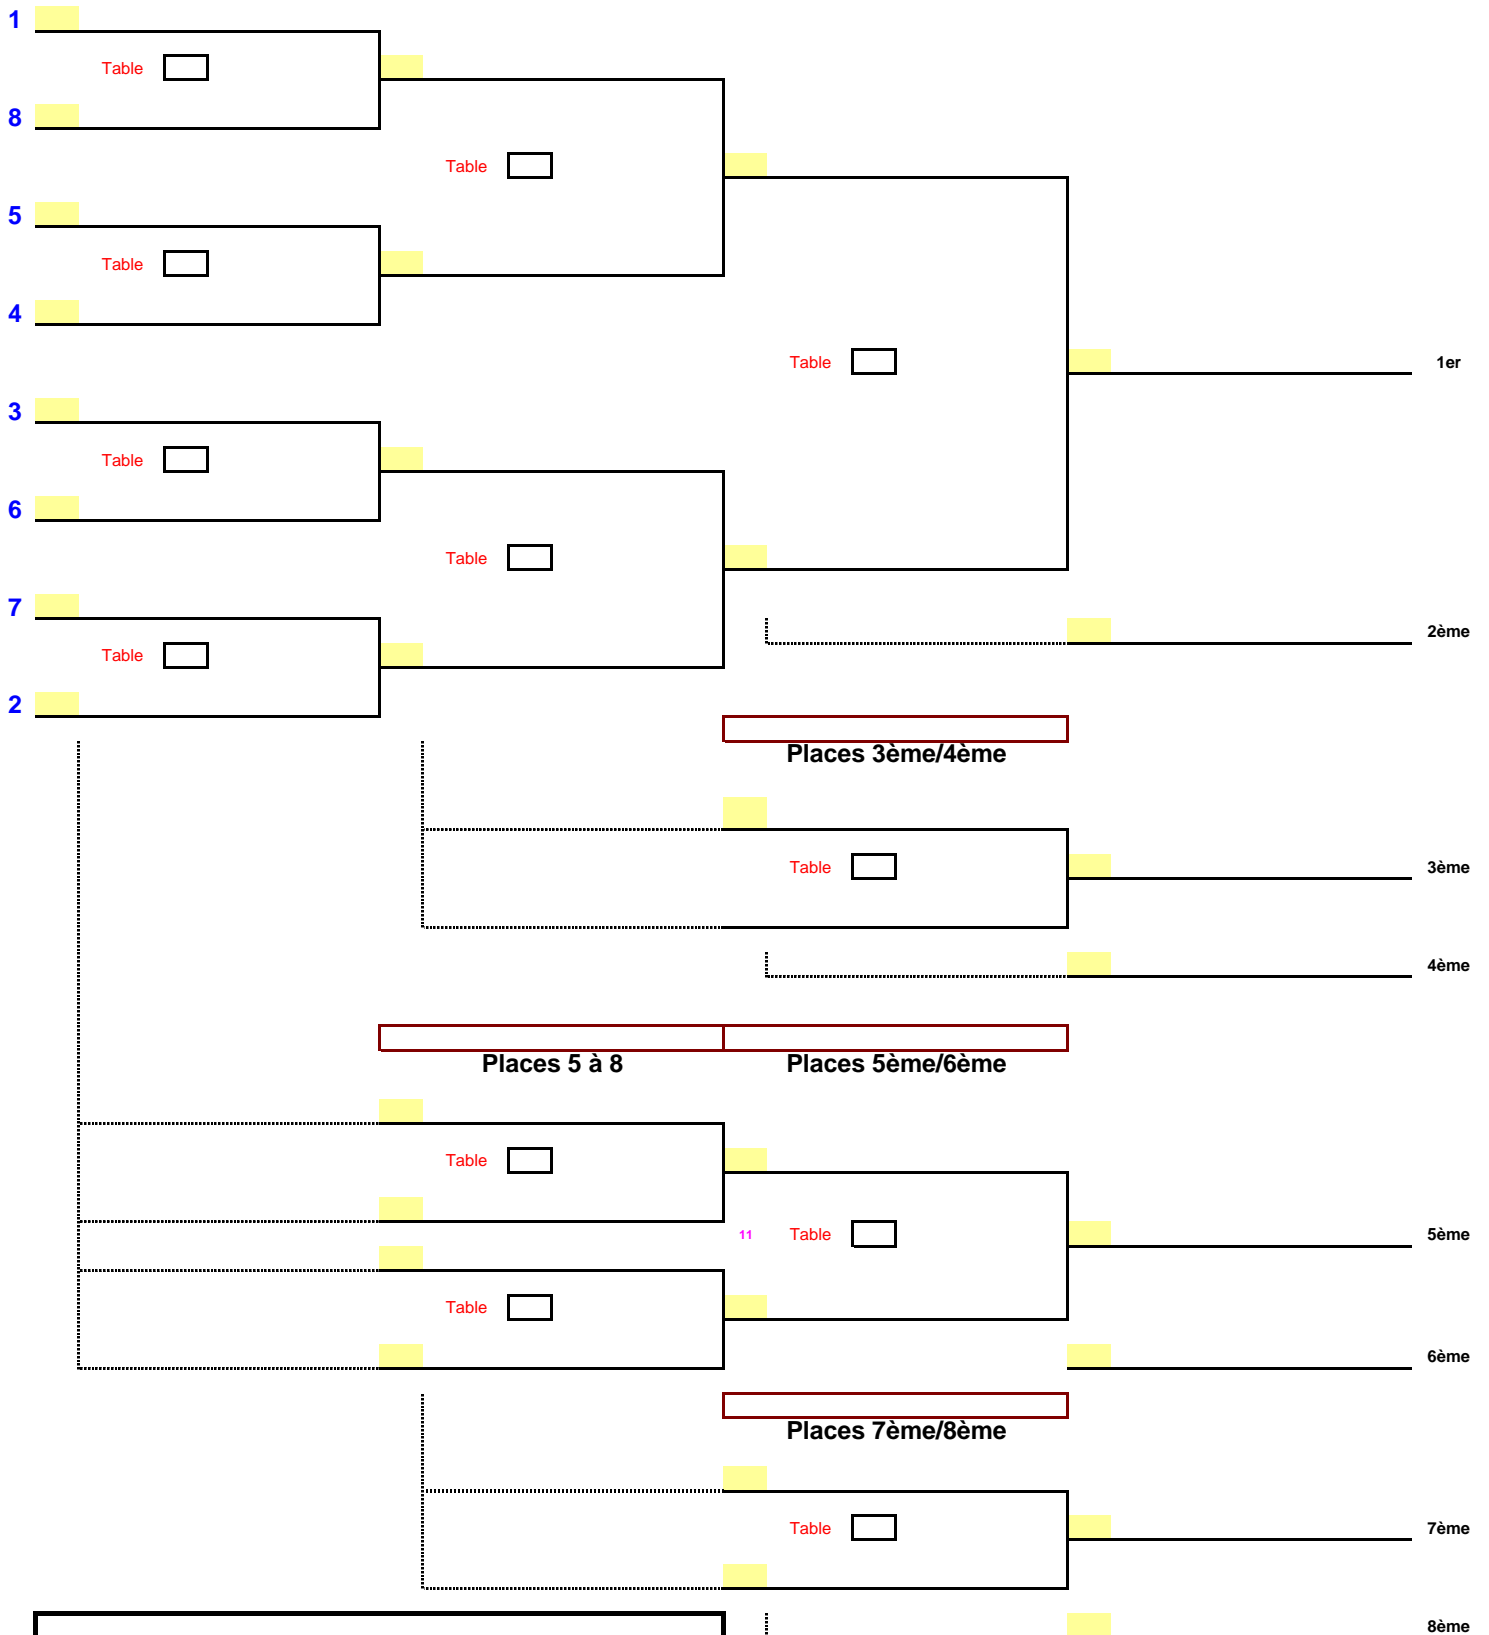 1
Table
8
Table
5
Table
4
Table
1er
3
Table
6
Table
7
2ème
Table
2
Places 3ème/4ème
Table
3ème
4ème
Places 5 à 8
Places 5ème/6ème
Table
11
Table
5ème
Table
6ème
Places 7ème/8ème
Table
7ème
8ème